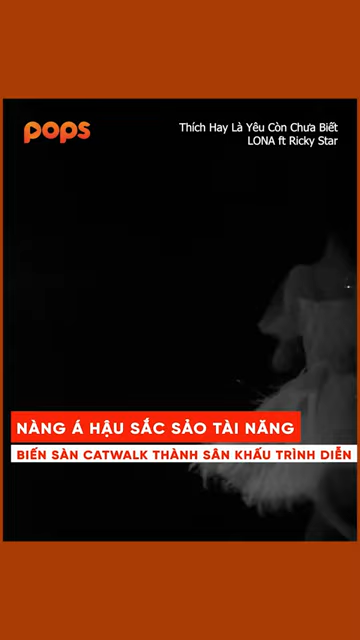 pops
Thích Hay Là Yêu Còn Chưa Biết
LONA ft Ricky Star
NÀNG Á HẬU SẮC SẢO TÀI NĂNG
BIẾN SÀN CATWALK THÀNH SÂN KHẤU TRÌNH DIỄN